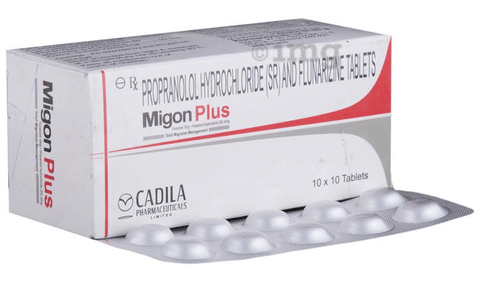 1mg
Rx PROPRANOLOL HYDROCHLORIDE (SR) AND FLUNARIZINE TABLETS
Migon Plus
Total Migraine Management
10 x 10 Tablets
CADILA
PHARMACEUTICALS
LIMITED
Migon Plus